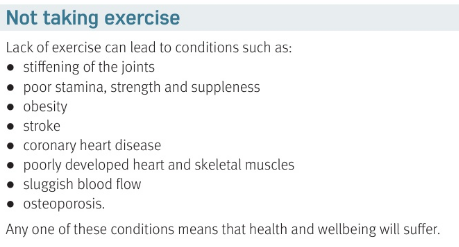 Not taking exercise
Lack of exercise can lead to conditions such as:
● stiffening of the joints
● poor stamina, strength and suppleness
● obesity
● stroke
● coronary heart disease
● poorly developed heart and skeletal muscles
● sluggish blood flow
● osteoporosis.
Any one of these conditions means that health and wellbeing will suffer.